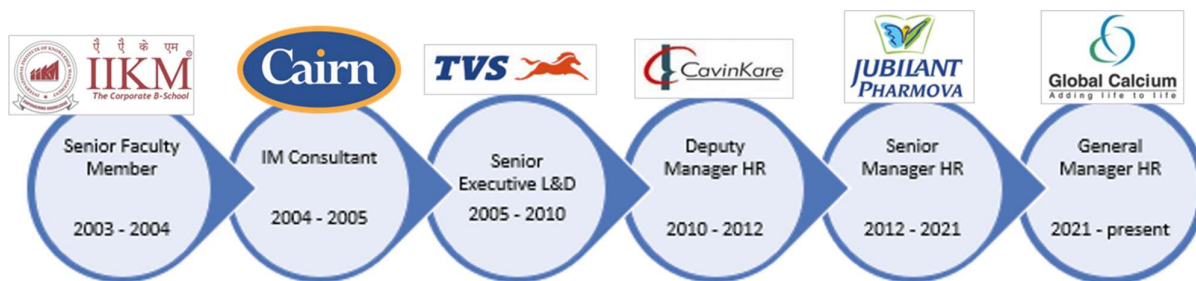 ऐ ऐ के एम
IIKM®
The Corporate B-School
Cairn
TVS
CavinKare
JUBILANT
PHARMOVA
Global Calcium
Adding life to life
Senior Faculty
Member
2003 - 2004
IM Consultant
2004 - 2005
Senior
Executive L&D
2005 - 2010
Deputy
Manager HR
2010 - 2012
Senior
Manager HR
2012 - 2021
General
Manager HR
2021 - present